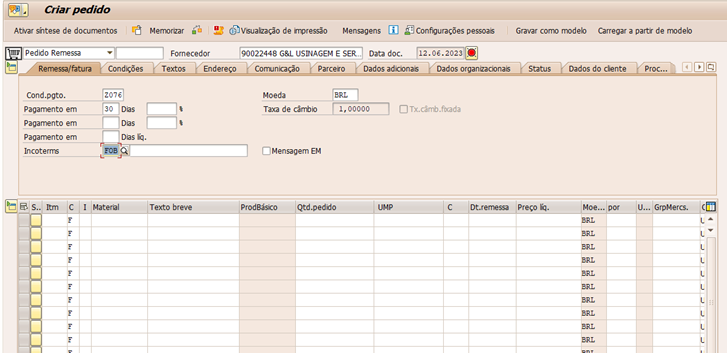 Criar pedido
Ativar síntese de documentos Memorizar Visualização de impressão Mensagens Configurações pessoais Gravar como modelo Carregar a partir de modelo
Pedido Remessa Fornecedor 90022448 G&L USINAGEM E SER… Data doc. 12.06.2023
Remessa/fatura Condições Textos Endereço Comunicação Parceiro Dados adicionais Dados organizacionais Status Dados do cliente Proc...
Cond.pgto. Z076 Moeda BRL
Pagamento em 30 Dias % Taxa de câmbio 1,00000 Tx.câmb.fixada
Pagamento em Dias %
Pagamento em Dias líq.
Incoterms FOB Mensagem EM
S.. Itm C I Material Texto breve ProdBásico Qtd.pedido UMP C Dt.remessa Preço líq. Moe... por U... GrpMercs. C
F BRL U
F BRL U
F BRL U
F BRL U
F BRL U
F BRL U
F BRL U
F BRL U
F BRL U
F BRL U
F BRL U